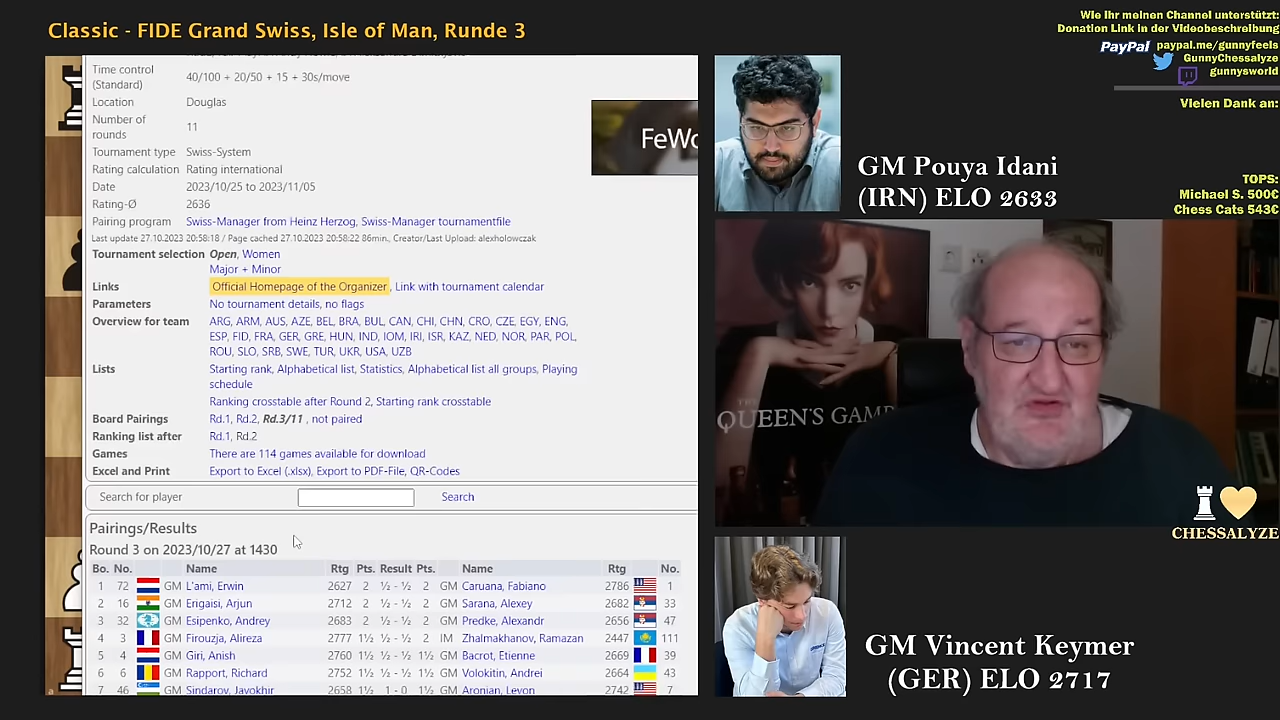 Classic - FIDE Grand Swiss, Isle of Man, Runde 3
Wie Ihr meinen Channel unterstützt:
Donation Link in der Videobeschreibung
PayPal paypal.me/gunnyfeels
GunnyChessalyze
gunnysworld
Vielen Dank an:
TOPS:
Michael S. 500€
Chess Cats 543€
Time control
(Standard) 40/100 + 20/50 + 15 + 30s/move
Location Douglas
Number of
rounds 11
Tournament type Swiss-System
Rating calculation Rating international
Date 2023/10/25 to 2023/11/05
Rating-Ø 2636
Pairing program Swiss-Manager from Heinz Herzog, Swiss-Manager tournamentfile
Last update 27.10.2023 20:58:18 / Page cached 27.10.2023 20:58:22 86min., Creator/Last Upload: alexholowczak
Tournament selection Open, Women
Major + Minor
Links Official Homepage of the Organizer, Link with tournament calendar
Parameters No tournament details, no flags
Overview for team ARG, ARM, AUS, AZE, BEL, BRA, BUL, CAN, CHI, CHN, CRO, CZE, EGY, ENG,
ESP, FID, FRA, GER, GRE, HUN, IND, IOM, IRI, ISR, KAZ, NED, NOR, PAR, POL,
ROU, SLO, SRB, SWE, TUR, UKR, USA, UZB
Lists Starting rank, Alphabetical list, Statistics, Alphabetical list all groups, Playing
schedule
Ranking crosstable after Round 2, Starting rank crosstable
Board Pairings Rd.1, Rd.2, Rd.3/11 , not paired
Ranking list after Rd.1, Rd.2
Games There are 114 games available for download
Excel and Print Export to Excel (.xlsx), Export to PDF-File, QR-Codes
Search for player Search
Pairings/Results
Round 3 on 2023/10/27 at 1430
Bo. No. Name Rtg Pts. Result Pts. Name Rtg No.
1 72 GM L'ami, Erwin 2627 2 ½ - ½ 2 GM Caruana, Fabiano 2786 1
2 16 GM Erigaisi, Arjun 2712 2 ½ - ½ 2 GM Sarana, Alexey 2682 33
3 32 GM Esipenko, Andrey 2683 2 ½ - ½ 2 GM Predke, Alexandr 2656 47
4 3 GM Firouzja, Alireza 2777 1½ ½ - ½ 2 IM Zhalmakhanov, Ramazan 2447 111
5 4 GM Giri, Anish 2760 1½ ½ - ½ 1½ GM Bacrot, Etienne 2669 39
6 6 GM Rapport, Richard 2752 1½ ½ - ½ 1½ GM Volokitin, Andrei 2664 43
7 46 GM Sindarov, Javokhir 2658 1½ 1 - 0 1½ GM Aronian, Levon 2742 7
FeWo
GM Pouya Idani
(IRN) ELO 2633
QUEEN'S GAMB
CHESSALYZE
GM Vincent Keymer
(GER) ELO 2717